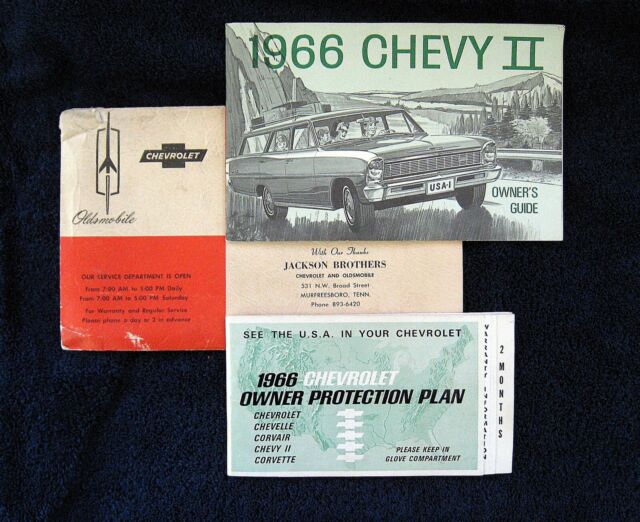 1966 CHEVY II
USA-1
OWNER'S
GUIDE
CHEVROLET
Oldsmobile
OUR SERVICE DEPARTMENT IS OPEN
From 7:00 AM to 5:00 PM Daily
From 7:00 AM to 5:00 PM Saturday
For Warranty and Regular Service
Please phone a day or 2 in advance
With Our Thanks
JACKSON BROTHERS
CHEVROLET AND OLDSMOBILE
531 N.W. Broad Street
MURFREESBORO, TENN.
Phone 893-6420
SEE THE U.S.A. IN YOUR CHEVROLET
1966 CHEVROLET
OWNER PROTECTION PLAN
CHEVROLET
CHEVELLE
CORVAIR
CHEVY II
CORVETTE
PLEASE KEEP IN
GLOVE COMPARTMENT
WARRANTY INFORMATION
2 MONTHS